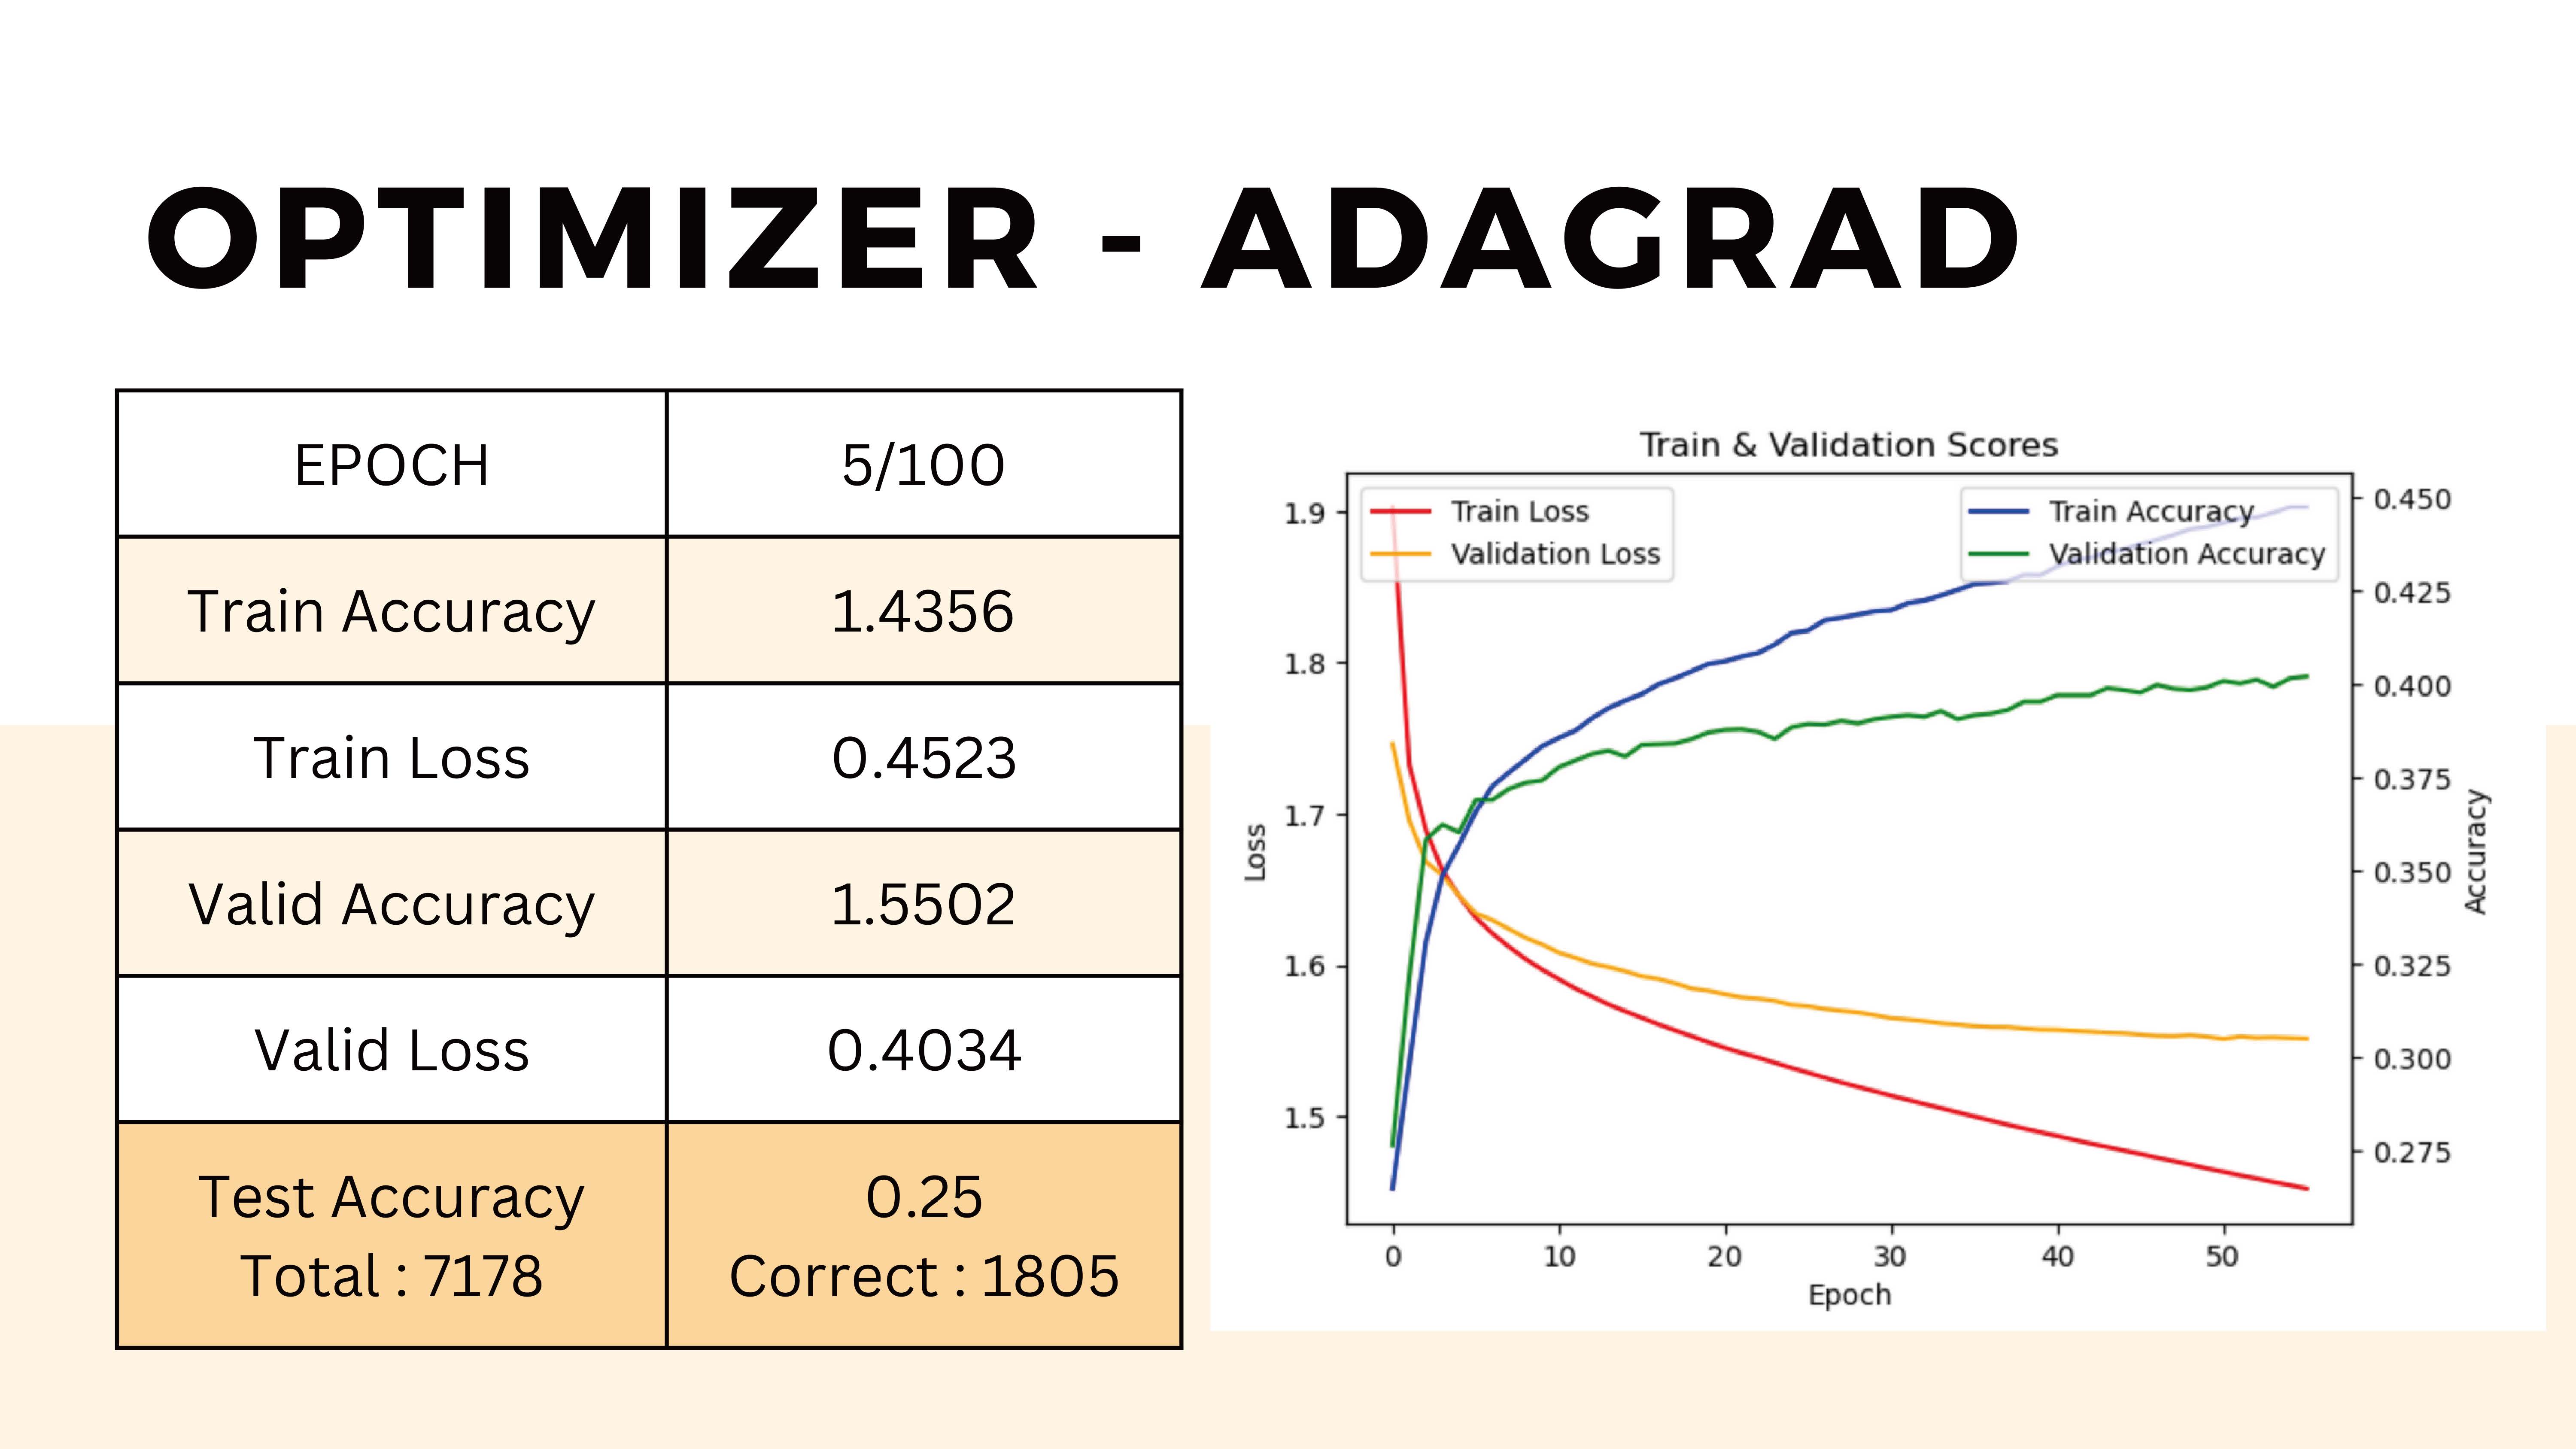 OPTIMIZER - ADAGRAD
EPOCH 5/100
Train Accuracy 1.4356
Train Loss 0.4523
Valid Accuracy 1.5502
Valid Loss 0.4034
Test Accuracy 0.25
Total : 7178 Correct : 1805
Train & Validation Scores
Train Loss
Validation Loss
Train Accuracy
Validation Accuracy
1.9
1.8
1.7
1.6
1.5
Loss
0.450
0.425
0.400
0.375
0.350
0.325
0.300
0.275
Accuracy
0 10 20 30 40 50
Epoch